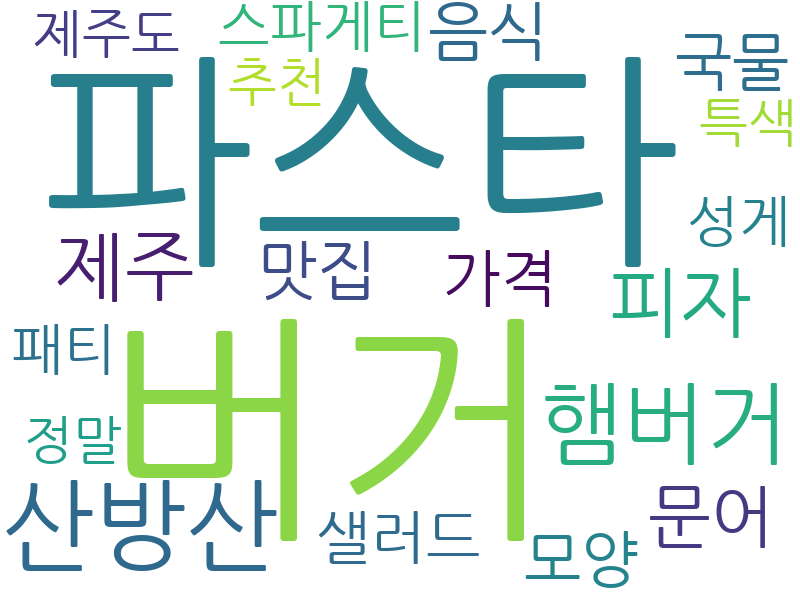 제주도
스파게티
음식
추천
국물
특색
파스타
성게
제주
맛집
가격
피자
패티
버거
햄버거
정말
산방산
샐러드
문어
모양